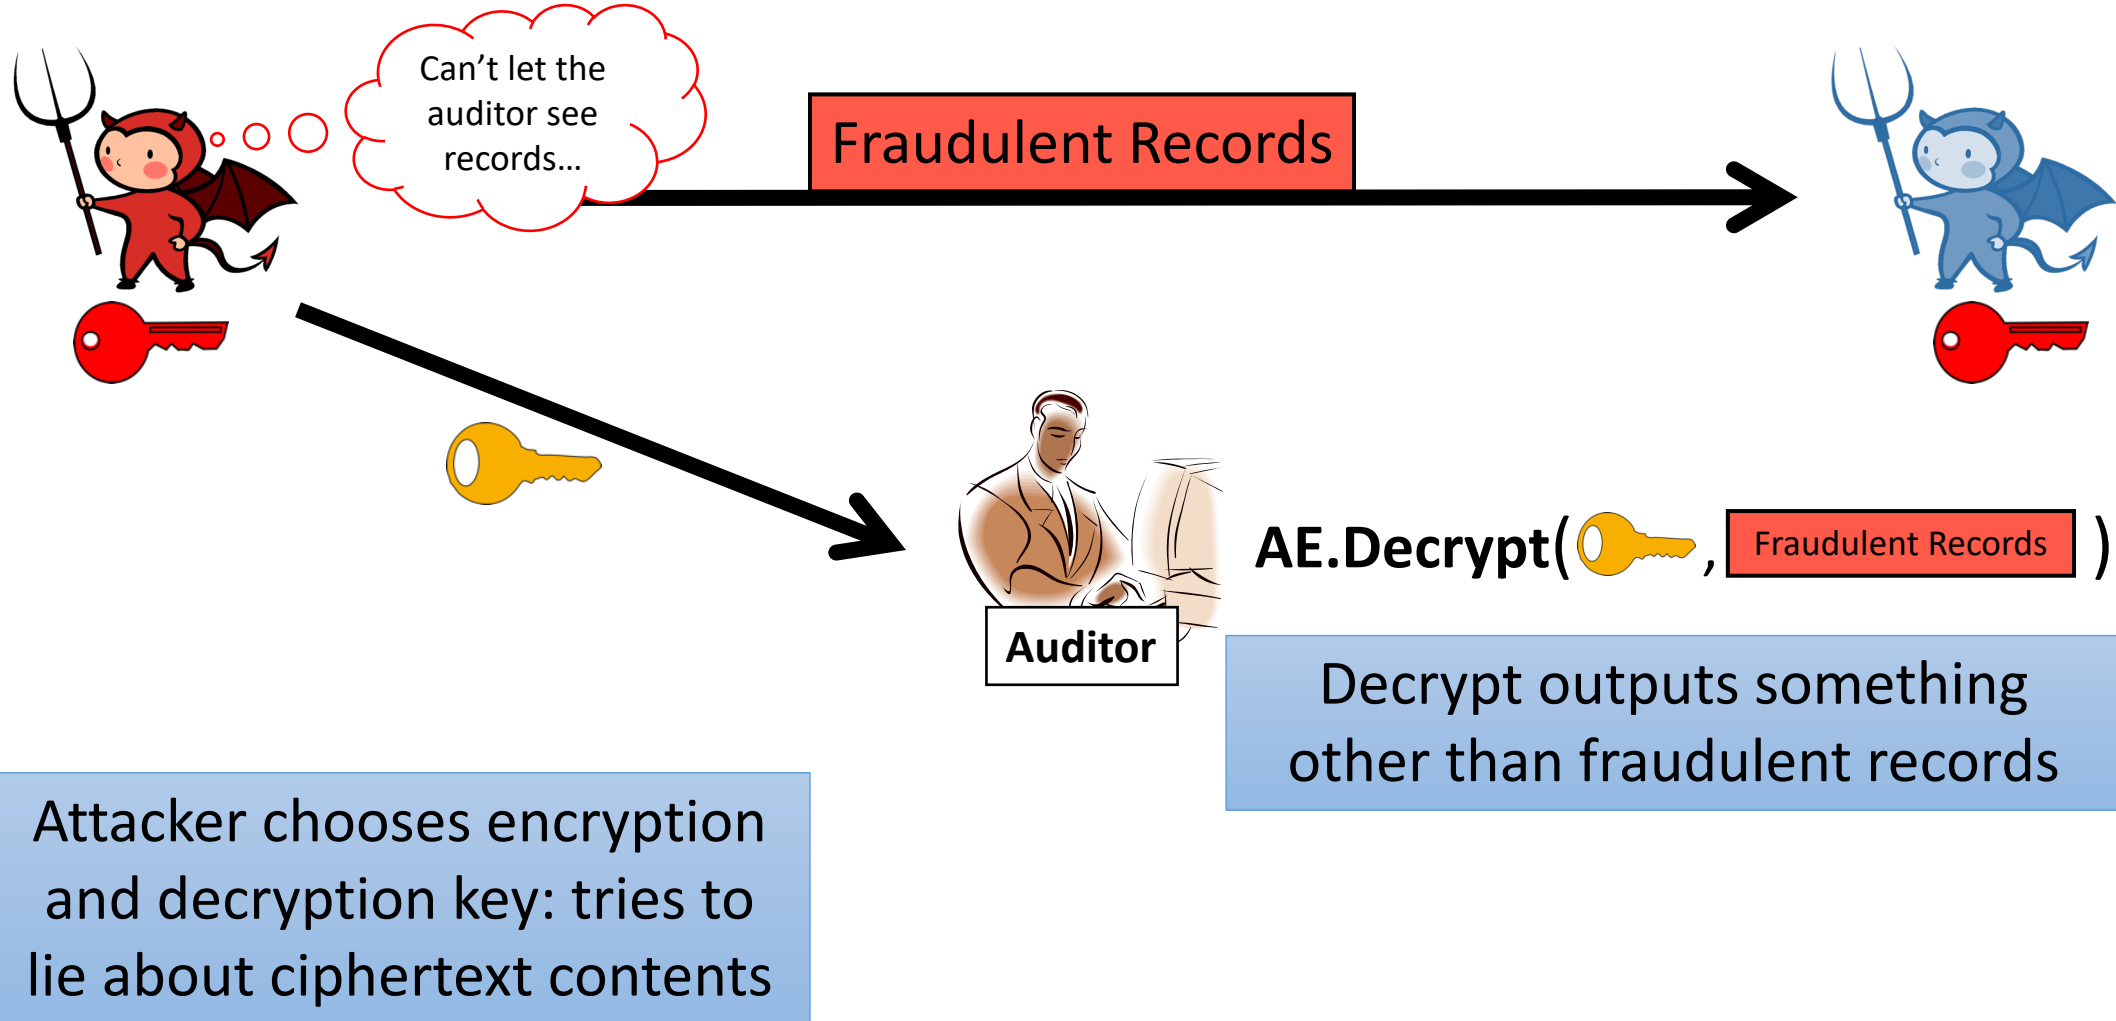 Can’t let the
auditor see
records…
Fraudulent Records
AE.Decrypt( , Fraudulent Records )
Auditor
Decrypt outputs something
other than fraudulent records
Attacker chooses encryption
and decryption key: tries to
lie about ciphertext contents